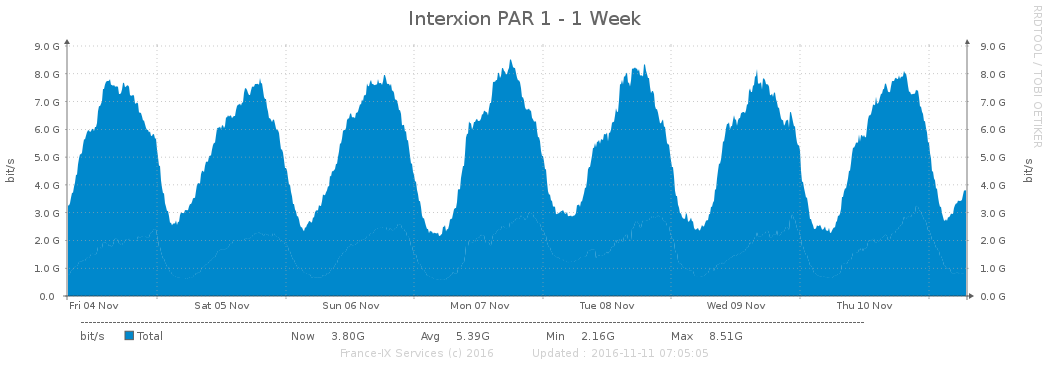 Interxion PAR 1 - 1 Week
RRDTOOL / TOBI OETIKER
9.0 G 9.0 G
8.0 G 8.0 G
7.0 G 7.0 G
6.0 G 6.0 G
5.0 G 5.0 G
4.0 G 4.0 G
3.0 G 3.0 G
2.0 G 2.0 G
1.0 G 1.0 G
0.0 0.0 G
bit/s bit/s
Fri 04 Nov Sat 05 Nov Sun 06 Nov Mon 07 Nov Tue 08 Nov Wed 09 Nov Thu 10 Nov
bit/s Total Now 3.80G Avg 5.39G Min 2.16G Max 8.51G
France-IX Services (c) 2016 Updated : 2016-11-11 07:05:05